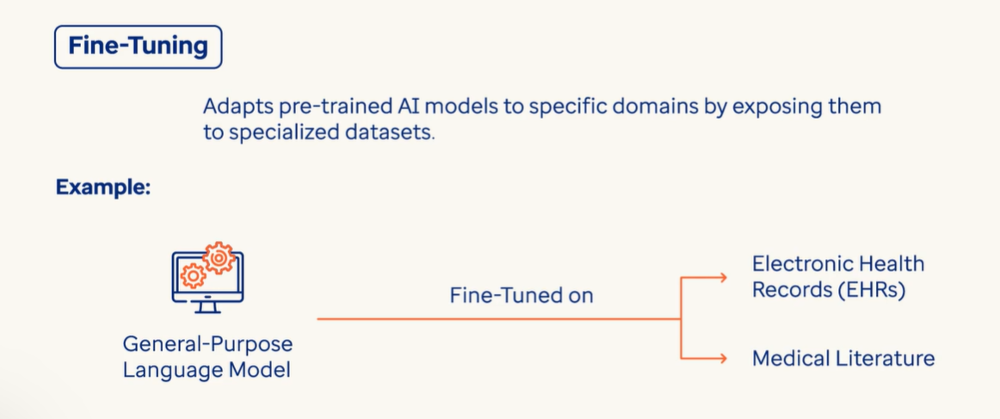 Fine-Tuning
Adapts pre-trained AI models to specific domains by exposing them
to specialized datasets.
Example:
General-Purpose
Language Model
Fine-Tuned on
Electronic Health
Records (EHRs)
Medical Literature